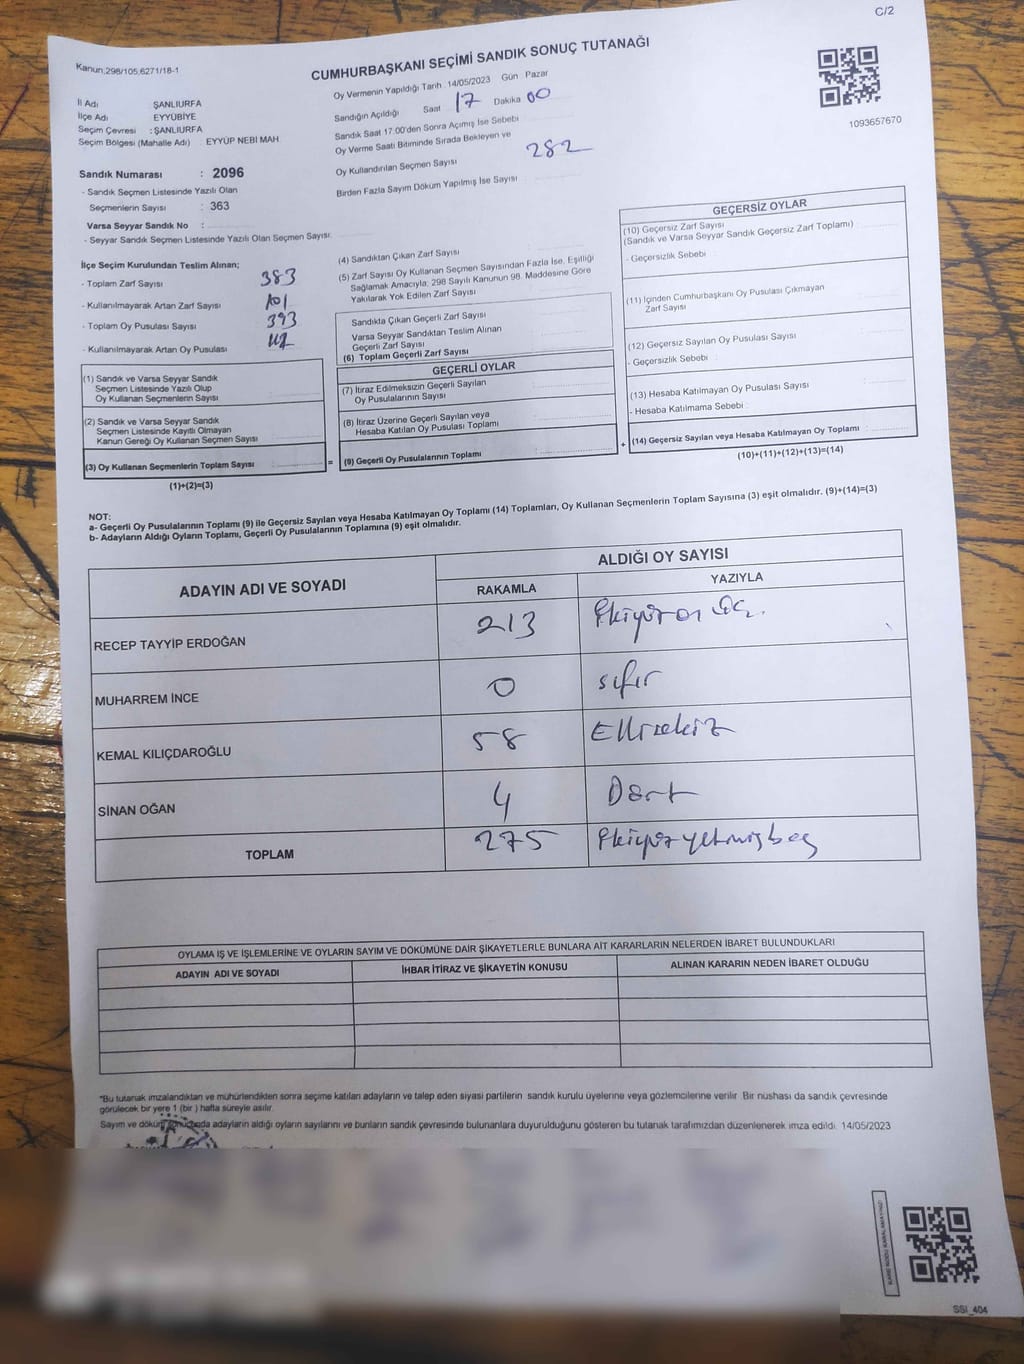 C/2
Kanun;298/105,6271/18-1
CUMHURBAŞKANI SEÇİMİ SANDIK SONUÇ TUTANAĞI
İl Adı ŞANLIURFA
İlçe Adı EYYÜBİYE
Seçim Çevresi : ŞANLIURFA
Seçim Bölgesi (Mahalle Adı) : EYYÜP NEBİ MAH
Oy Vermenin Yapıldığı Tarih : 14/05/2023 Gün Pazar
Sandığın Açıldığı Saat 17 Dakika 00
Sandık Saat 17.00'den Sonra Açımış İse Sebebi
Oy Verme Saati Bitiminde Sırada Bekleyen ve
Oy Kullandırılan Seçmen Sayısı 282
Birden Fazla Sayım Döküm Yapılmış İse Sayısı :
1093657670
Sandık Numarası : 2096
- Sandık Seçmen Listesinde Yazılı Olan
Seçmenlerin Sayısı : 363
Varsa Seyyar Sandık No :
- Seyyar Sandık Seçmen Listesinde Yazılı Olan Seçmen Sayısı:
İlçe Seçim Kurulundan Teslim Alınan;
- Toplam Zarf Sayısı 383
- Kullanılmayarak Artan Zarf Sayısı 101
- Toplam Oy Pusulası Sayısı 393
- Kullanılmayarak Artan Oy Pusulası
(1) Sandık ve Varsa Seyyar Sandık
Seçmen Listesinde Yazılı Olup
Oy Kullanan Seçmenlerin Sayısı :
(2) Sandık ve Varsa Seyyar Sandık
Seçmen Listesinde Kayıtlı Olmayan
Kanun Gereği Oy Kullanan Seçmen Sayısı :
(3) Oy Kullanan Seçmenlerin Toplam Sayısı :
(1)+(2)=(3)
=
(4) Sandıktan Çıkan Zarf Sayısı
(5) Zarf Sayısı Oy Kullanan Seçmen Sayısından Fazla İse, Eşitliği
Sağlamak Amacıyla; 298 Sayılı Kanunun 98. Maddesine Göre
Yakılarak Yok Edilen Zarf Sayısı
Sandıkta Çıkan Geçerli Zarf Sayısı
Varsa Seyyar Sandıktan Teslim Alınan
Geçerli Zarf Sayısı
(6) Toplam Geçerli Zarf Sayısı
GEÇERLİ OYLAR
(7) İtiraz Edilmeksizin Geçerli Sayılan
Oy Pusulalarının Sayısı
(8) İtiraz Üzerine Geçerli Sayılan veya
Hesaba Katılan Oy Pusulası Toplamı
(9) Geçerli Oy Pusulalarının Toplamı :
+
GEÇERSİZ OYLAR
(10) Geçersiz Zarf Sayısı
(Sandık ve Varsa Seyyar Sandık Geçersiz Zarf Toplamı) :
- Geçersizlik Sebebi :
(11) İçinden Cumhurbaşkanı Oy Pusulası Çıkmayan
Zarf Sayısı
(12) Geçersiz Sayılan Oy Pusulası Sayısı :
- Geçersizlik Sebebi :
(13) Hesaba Katılmayan Oy Pusulası Sayısı :
- Hesaba Katılmama Sebebi :
(14) Geçersiz Sayılan veya Hesaba Katılmayan Oy Toplamı :
(10)+(11)+(12)+(13)=(14)
NOT:
a- Geçerli Oy Pusulalarının Toplamı (9) ile Geçersiz Sayılan veya Hesaba Katılmayan Oy Toplamı (14) Toplamları, Oy Kullanan Seçmenlerin Toplam Sayısına (3) eşit olmalıdır. (9)+(14)=(3)
b- Adayların Aldığı Oyların Toplamı, Geçerli Oy Pusulalarının Toplamına (9) eşit olmalıdır.
ADAYIN ADI VE SOYADI ALDIĞI OY SAYISI
RAKAMLA YAZIYLA
RECEP TAYYİP ERDOĞAN 213 İkiyüz on üç.
MUHARREM İNCE 0 sıfır
KEMAL KILIÇDAROĞLU 58 Ellisekiz
SİNAN OĞAN 4 Dört
TOPLAM 275 İkiyüzyetmişbeş
OYLAMA İŞ VE İŞLEMLERİNE VE OYLARIN SAYIM VE DÖKÜMÜNE DAİR ŞİKAYETLERLE BUNLARA AİT KARARLARIN NELERDEN İBARET BULUNDUKLARI
ADAYIN ADI VE SOYADI İHBAR İTİRAZ VE ŞİKAYETİN KONUSU ALINAN KARARIN NEDEN İBARET OLDUĞU
*Bu tutanak imzalandıktan ve mühürlendikten sonra seçime katılan adayların ve talep eden siyasi partilerin sandık kurulu üyelerine veya gözlemcilerine verilir. Bir nüshası da sandık çevresinde
görülecek bir yere 1 (bir ) hafta süreyle asılır.
Sayım ve döküm sonucunda adayların aldığı oyların sayılarını ve bunların sandık çevresinde bulunanlara duyurulduğunu gösteren bu tutanak tarafımızdan düzenlenerek imza edildi. 14/05/2023
SSI_404